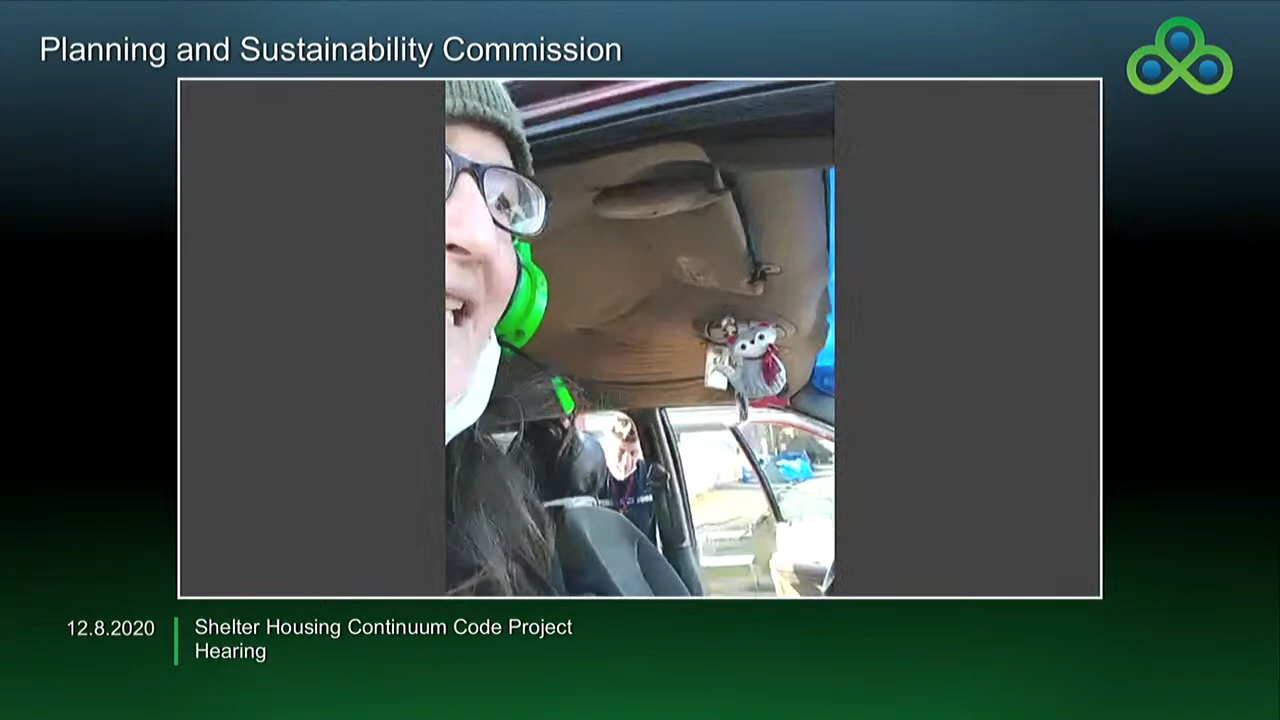 Planning and Sustainability Commission
12.8.2020
Shelter Housing Continuum Code Project
Hearing